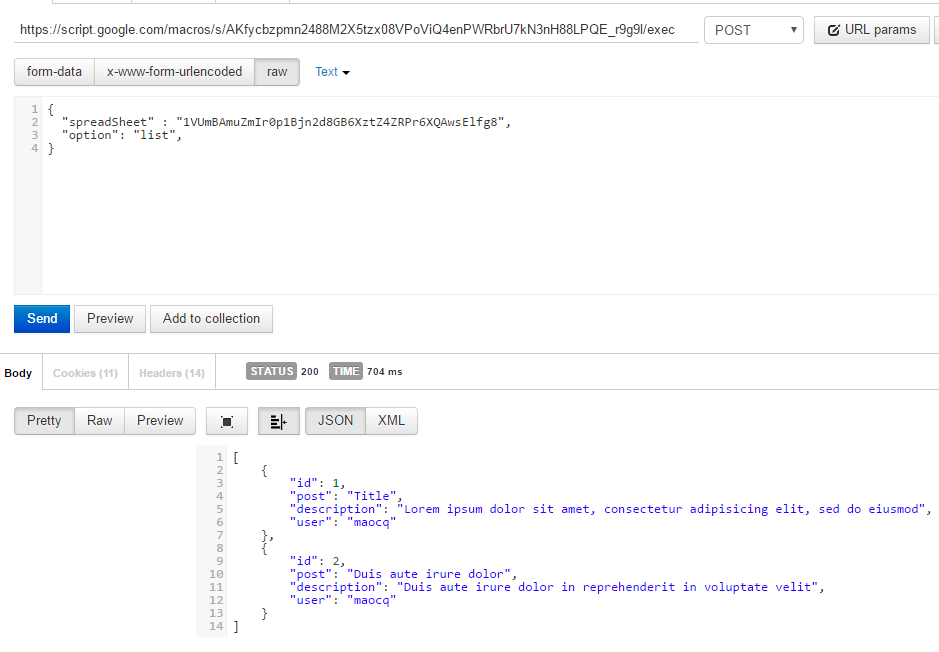 https://script.google.com/macros/s/AKfycbzpmn2488M2X5tzx08VPoViQ4enPWRbrU7kN3nH88LPQE_r9g9l/exec POST URL params
form-data x-www-form-urlencoded raw Text
1 {
2 "spreadSheet" : "1VUmBAmuZmIr0p1Bjn2d8GB6XztZ4ZRPr6XQAwsElfg8",
3 "option": "list",
4 }
Send Preview Add to collection
Body Cookies (11) Headers (14) STATUS 200 TIME 704 ms
Pretty Raw Preview JSON XML
1 [
2 {
3 "id": 1,
4 "post": "Title",
5 "description": "Lorem ipsum dolor sit amet, consectetur adipisicing elit, sed do eiusmod",
6 "user": "maocq"
7 },
8 {
9 "id": 2,
10 "post": "Duis aute irure dolor",
11 "description": "Duis aute irure dolor in reprehenderit in voluptate velit",
12 "user": "maocq"
13 }
14 ]